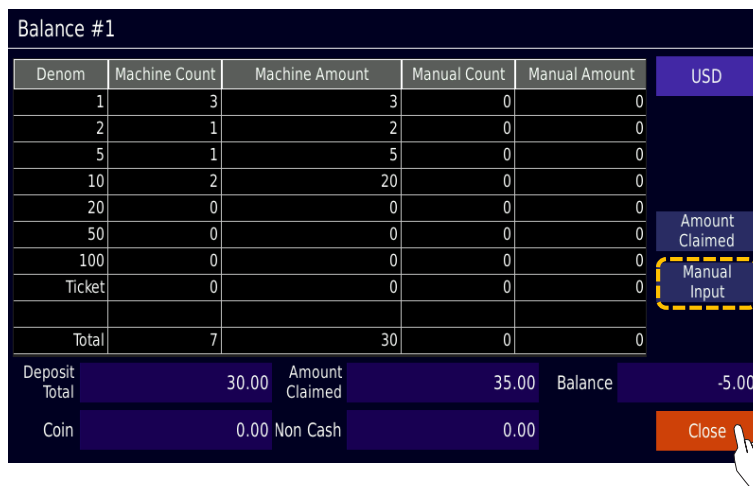 Balance #1
Denom Machine Count Machine Amount Manual Count Manual Amount USD
1 3 3 0 0
2 1 2 0 0
5 1 5 0 0
10 2 20 0 0
20 0 0 0 0
50 0 0 0 0
100 0 0 0 0
Ticket 0 0 0 0
Total 7 30 0 0
Amount
Claimed
Manual
Input
Deposit
Total
30.00
Amount
Claimed
35.00
Balance
-5.00
Coin 0.00 Non Cash 0.00 Close